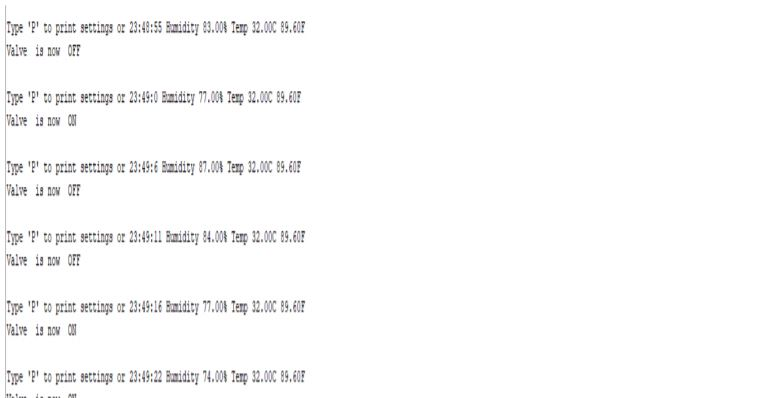 Type 'P' to print settings or 23:48:55 Humidity 83.00% Temp 32.00C 89.60F
Valve is now OFF
Type 'P' to print settings or 23:49:0 Humidity 77.00% Temp 32.00C 89.60F
Valve is now ON
Type 'P' to print settings or 23:49:6 Humidity 87.00% Temp 32.00C 89.60F
Valve is now OFF
Type 'P' to print settings or 23:49:11 Humidity 84.00% Temp 32.00C 89.60F
Valve is now OFF
Type 'P' to print settings or 23:49:16 Humidity 77.00% Temp 32.00C 89.60F
Valve is now ON
Type 'P' to print settings or 23:49:22 Humidity 74.00% Temp 32.00C 89.60F
Valve is now ON